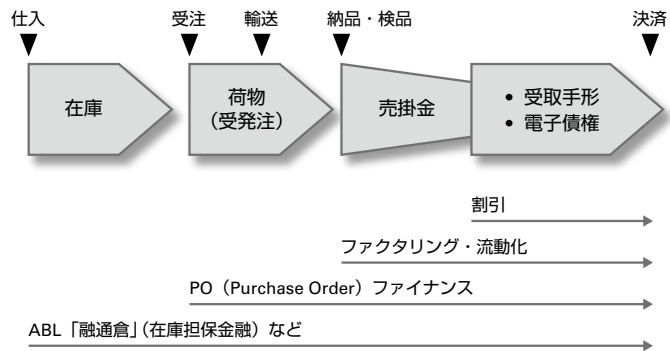 仕入
受注
輸送
納品・検品
決済
在庫
荷物
（受発注）
売掛金
• 受取手形
• 電子債権
割引
ファクタリング・流動化
PO（Purchase Order）ファイナンス
ABL「融通倉」（在庫担保金融）など